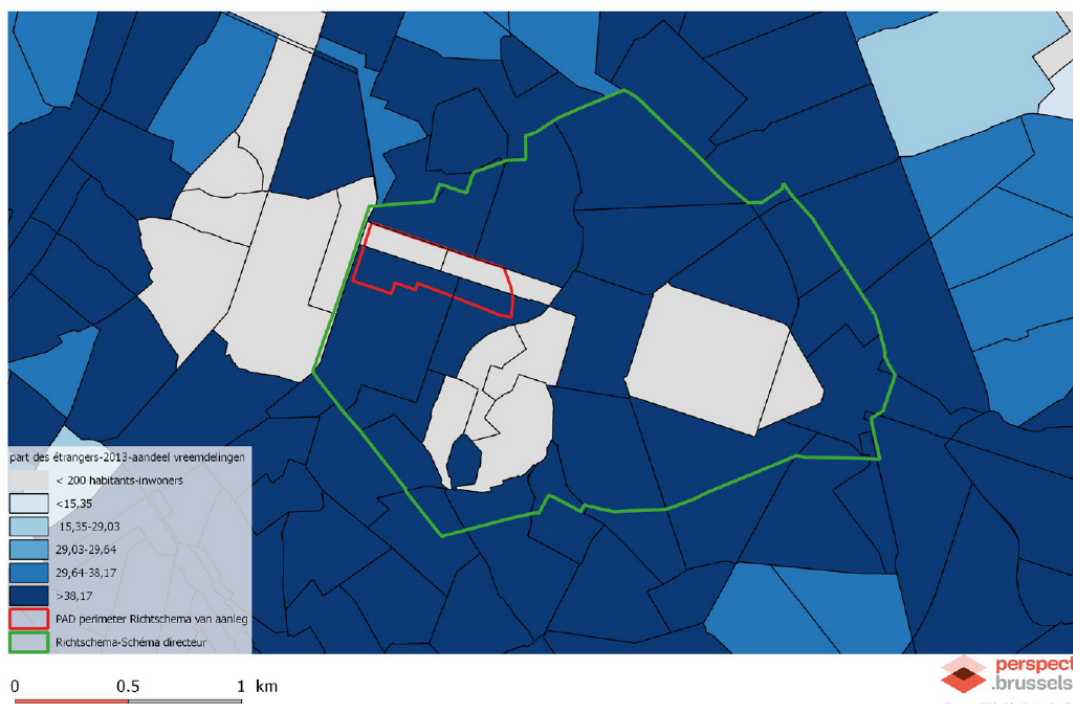 part des étrangers-2013-aandeel vreemdelingen
< 200 habitants-inwoners
<15,35
15,35-29,03
29,03-29,64
29,64-38,17
>38,17
PAD perimeter Richtschema van aanleg
Richtschema-Schéma directeur
0 0.5 1 km
perspect
.brussels